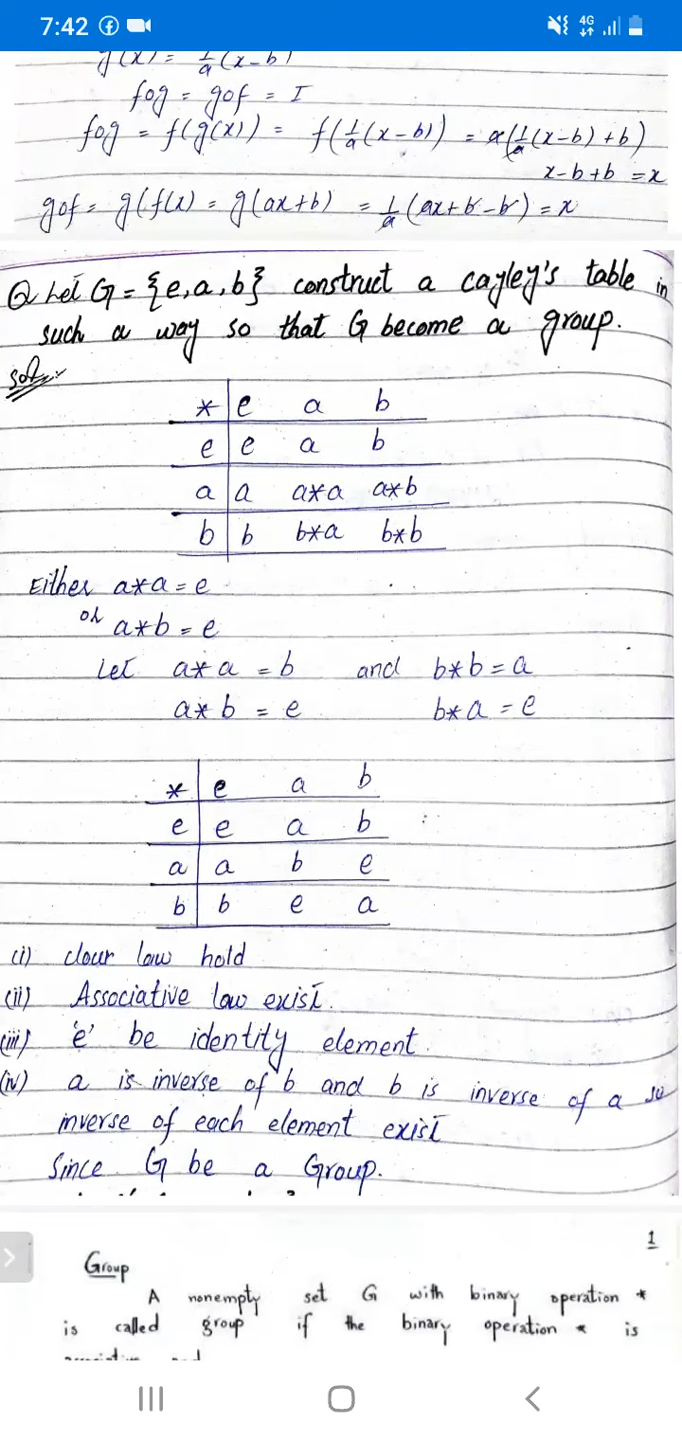 7:42
4G
g(x) = 1/a (x-b)
fog = gof = I
fog = f(g(x)) = f(1/a(x-b)) = a(1/a(x-b)+b)
x-b+b = x
gof = g(f(x) = g(ax+b) = 1/a (ax+b-b) = x
Q Let G = {e,a,b} construct a cayley's table in
such a way so that G become a group.
Sol:-
* e a b
e e a b
a a a*a a*b
b b b*a b*b
Either a*a = e
or a*b = e
Let a*a = b and b*b = a
a*b = e b*a = e
* e a b
e e a b
a a b e
b b e a
(i) clour law hold
(ii) Associative law exist.
(iii) 'e' be identity element.
(iv) a is inverse of b and b is inverse of a so
inverse of each element exist
Since G be a Group.
1
Group
A nonempty set G with binary operation *
is called group if the binary operation * is